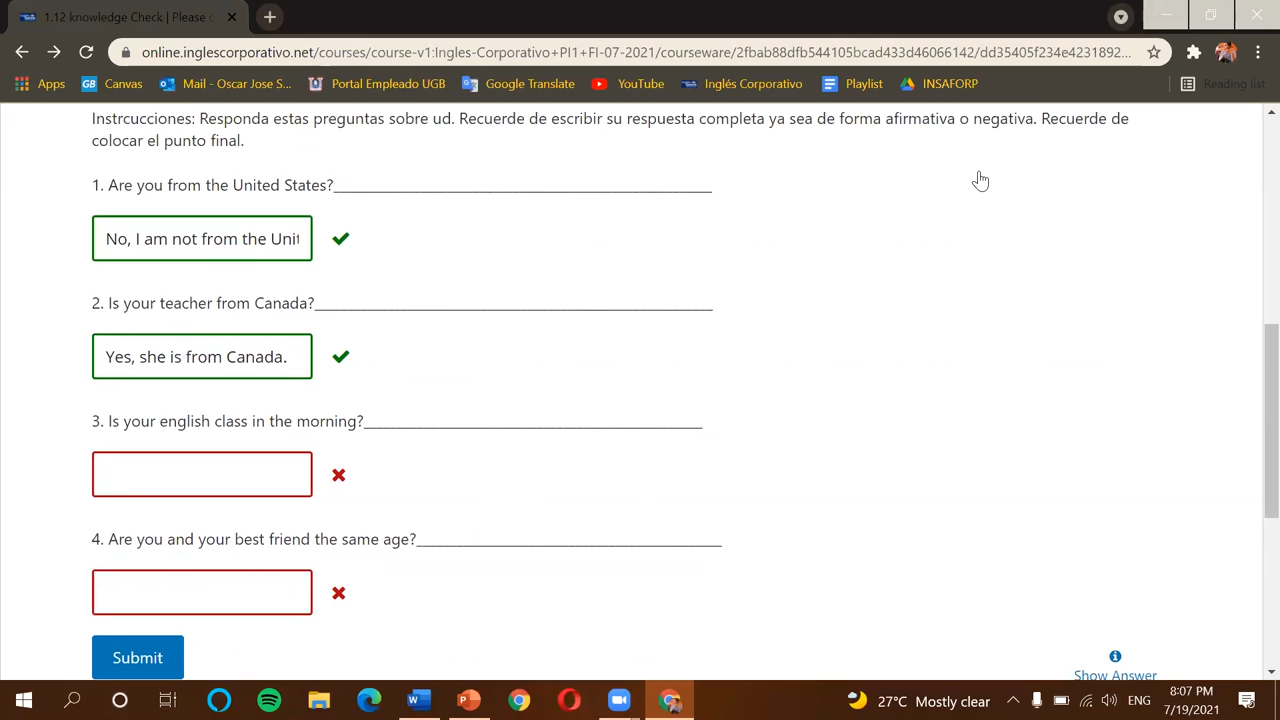 1.12 knowledge Check | Please c
online.inglescorporativo.net/courses/course-v1:Ingles-Corporativo+PI1+FI-07-2021/courseware/2fbab88dfb544105bcad433d46066142/dd35405f234e4231892...
Apps Canvas Mail - Oscar Jose S... Portal Empleado UGB Google Translate YouTube Inglés Corporativo Playlist INSAFORP Reading list
Instrcucciones: Responda estas preguntas sobre ud. Recuerde de escribir su respuesta completa ya sea de forma afirmativa o negativa. Recuerde de
colocar el punto final.
1. Are you from the United States?
No, I am not from the Unit
2. Is your teacher from Canada?
Yes, she is from Canada.
3. Is your english class in the morning?
4. Are you and your best friend the same age?
Submit
Show Answer
27°C Mostly clear ENG 8:07 PM
7/19/2021